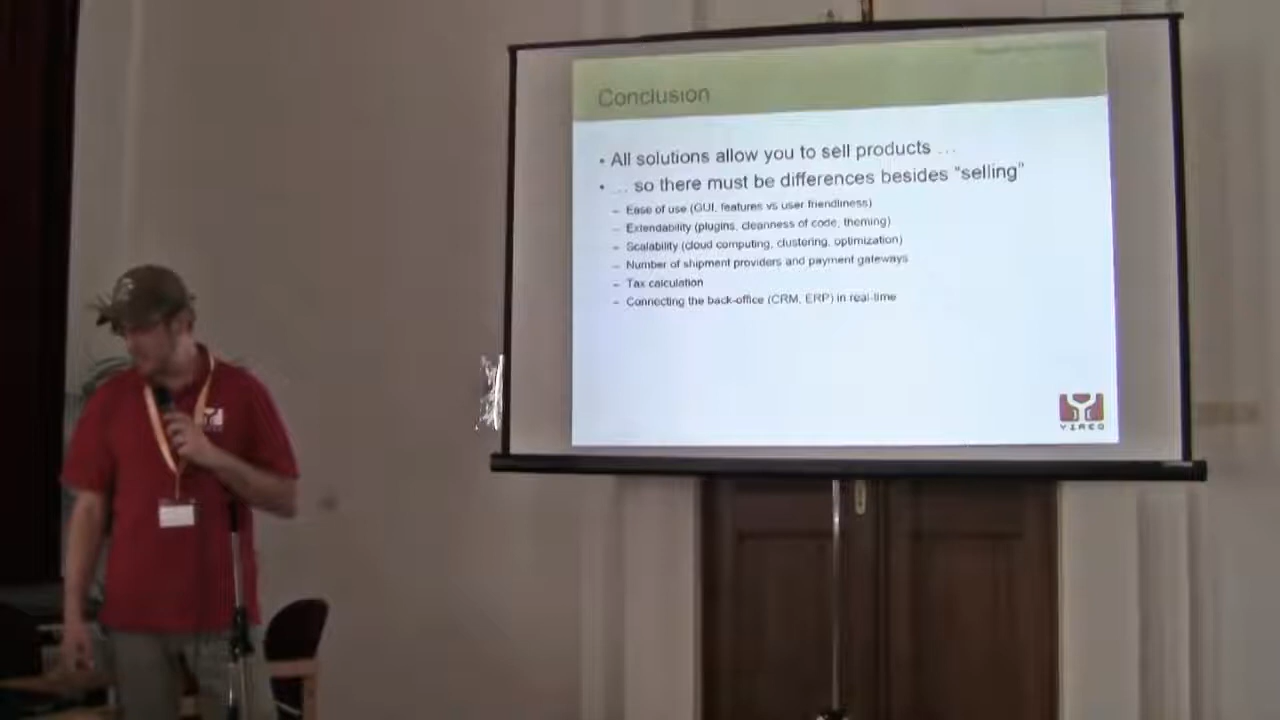 Conclusion
• All solutions allow you to sell products …
• … so there must be differences besides “selling”
– Ease of use (GUI, features vs user friendliness)
– Extendability (plugins, cleanness of code, theming)
– Scalability (cloud computing, clustering, optimization)
– Number of shipment providers and payment gateways
– Tax calculation
– Connecting the back-office (CRM, ERP) in real-time
YIREO